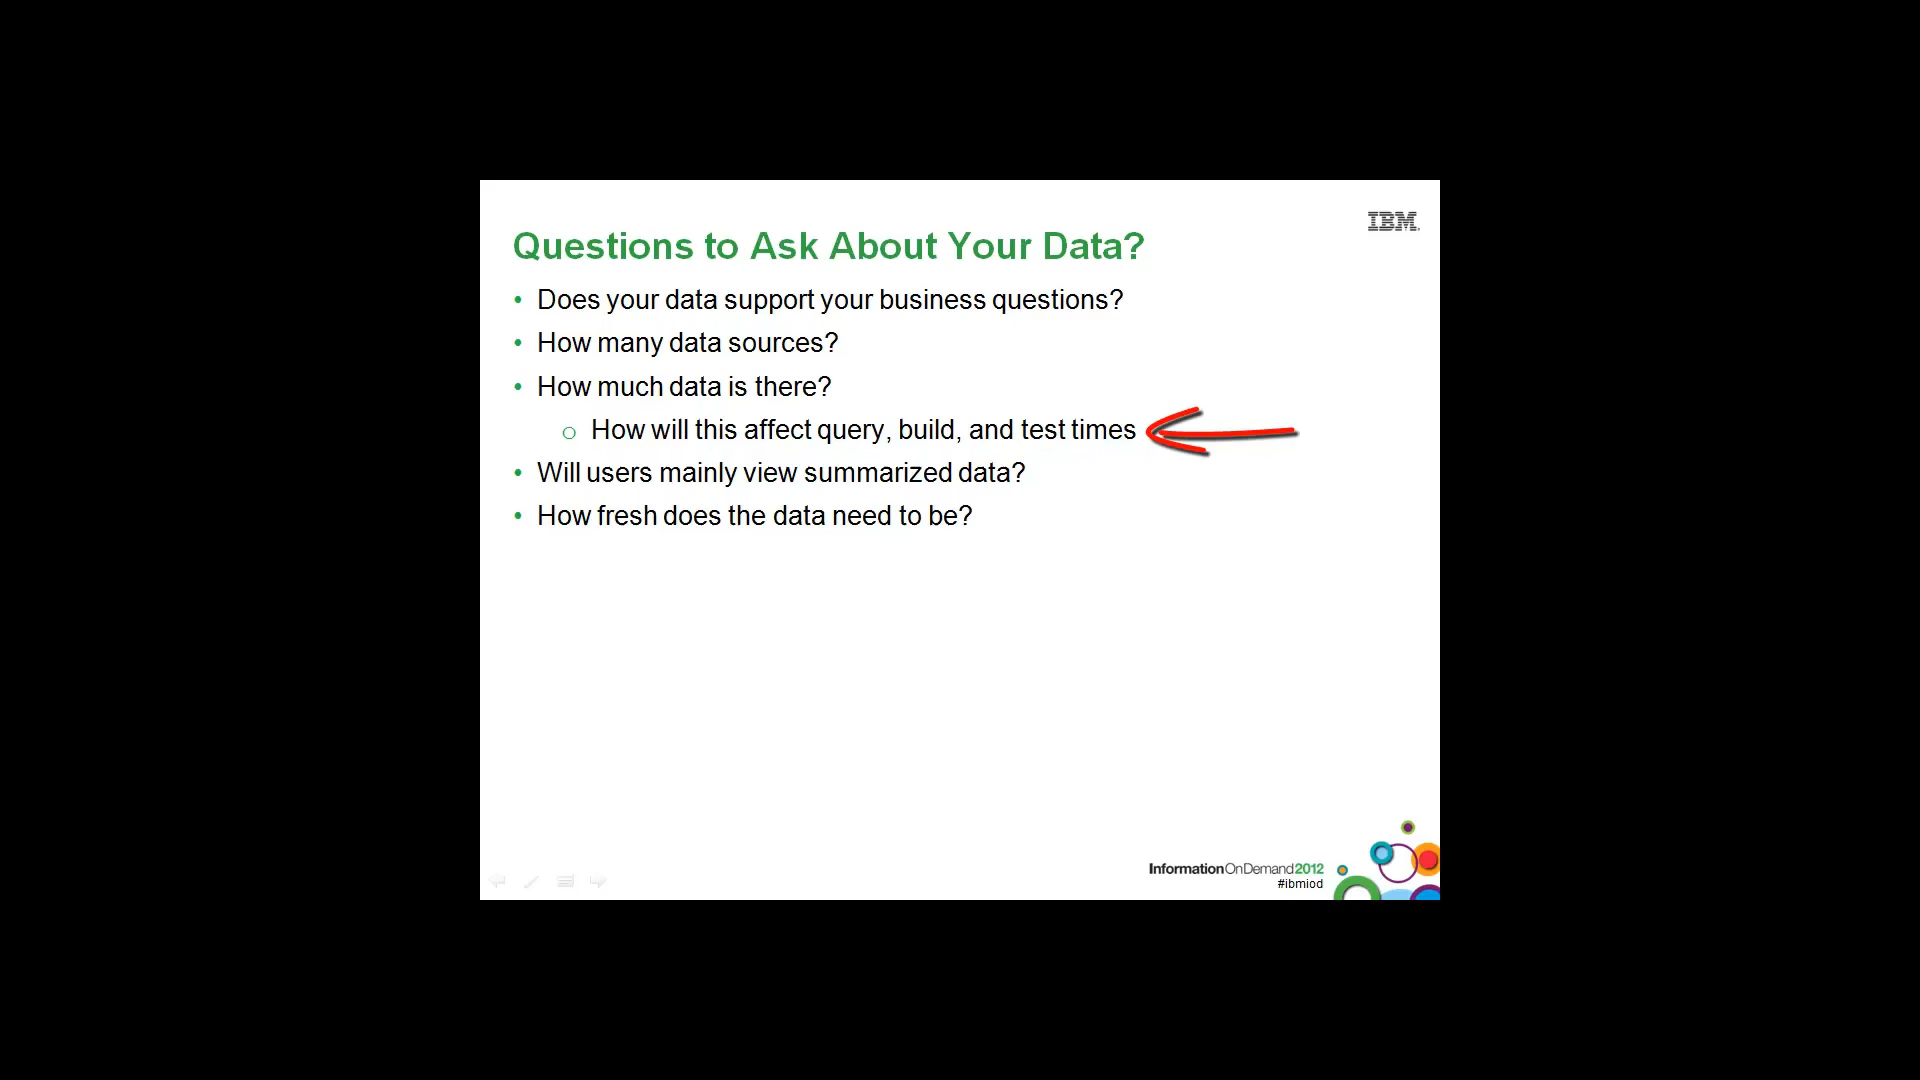 IBM.
Questions to Ask About Your Data?
• Does your data support your business questions?
• How many data sources?
• How much data is there?
o How will this affect query, build, and test times
• Will users mainly view summarized data?
• How fresh does the data need to be?
InformationOnDemand2012
#ibmiod